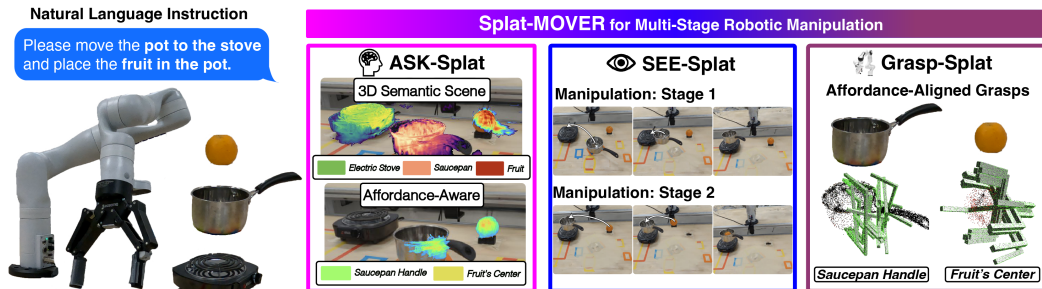 Natural Language Instruction
Please move the pot to the stove
and place the fruit in the pot.
Splat-MOVER for Multi-Stage Robotic Manipulation
ASK-Splat
3D Semantic Scene
Electric Stove
Saucepan
Fruit
Affordance-Aware
Saucepan Handle
Fruit's Center
SEE-Splat
Manipulation: Stage 1
Manipulation: Stage 2
Grasp-Splat
Affordance-Aligned Grasps
Saucepan Handle
Fruit's Center